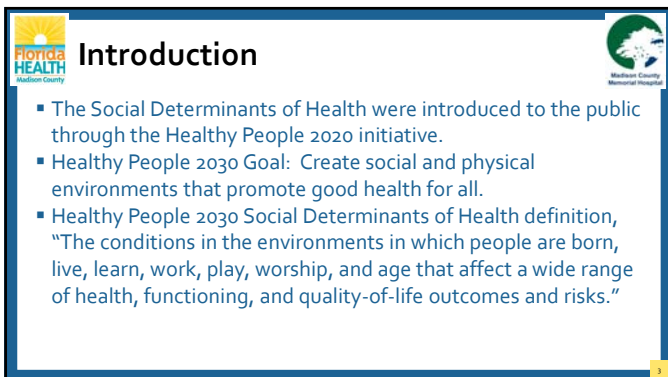 Florida
HEALTH
Madison County
Introduction
Madison County
Memorial Hospital
▪ The Social Determinants of Health were introduced to the public
through the Healthy People 2020 initiative.
▪ Healthy People 2030 Goal: Create social and physical
environments that promote good health for all.
▪ Healthy People 2030 Social Determinants of Health definition,
“The conditions in the environments in which people are born,
live, learn, work, play, worship, and age that affect a wide range
of health, functioning, and quality-of-life outcomes and risks.”
3